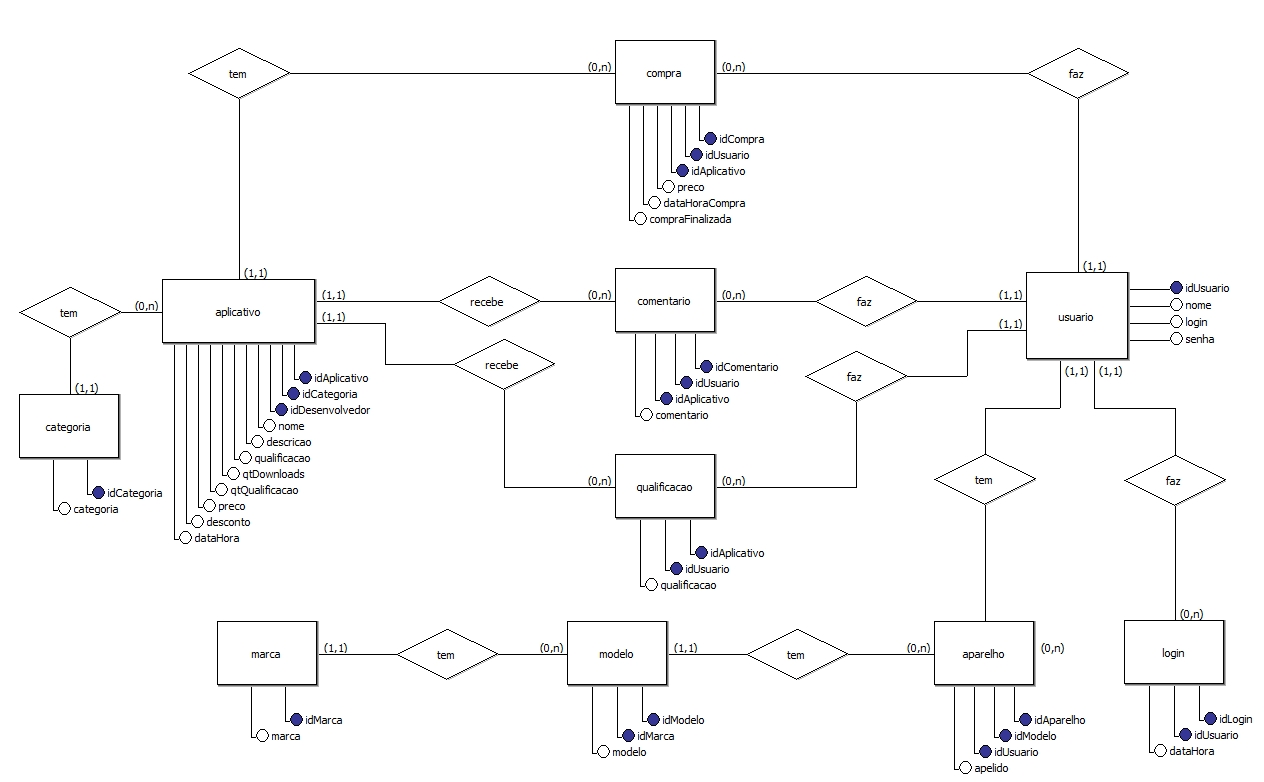 tem
(0,n)
compra
(0,n)
faz
idCompra
idUsuario
idAplicativo
preco
dataHoraCompra
compraFinalizada
(1,1)
(1,1)
tem
(0,n)
aplicativo
(1,1)
recebe
(0,n)
comentario
(0,n)
faz
(1,1)
usuario
idUsuario
nome
login
senha
(1,1)
recebe
(1,1)
faz
(1,1)
(1,1)
idAplicativo
idCategoria
idDesenvolvedor
nome
descricao
qualificacao
qtDownloads
qtQualificacao
preco
desconto
dataHora
idComentario
idUsuario
idAplicativo
comentario
(1,1)
categoria
idCategoria
categoria
(0,n)
qualificacao
(0,n)
idAplicativo
idUsuario
qualificacao
tem
faz
marca
(1,1)
tem
(0,n)
modelo
(1,1)
tem
(0,n)
aparelho
(0,n)
(0,n)
login
idMarca
marca
idModelo
idMarca
modelo
idAparelho
idModelo
idUsuario
apelido
idLogin
idUsuario
dataHora